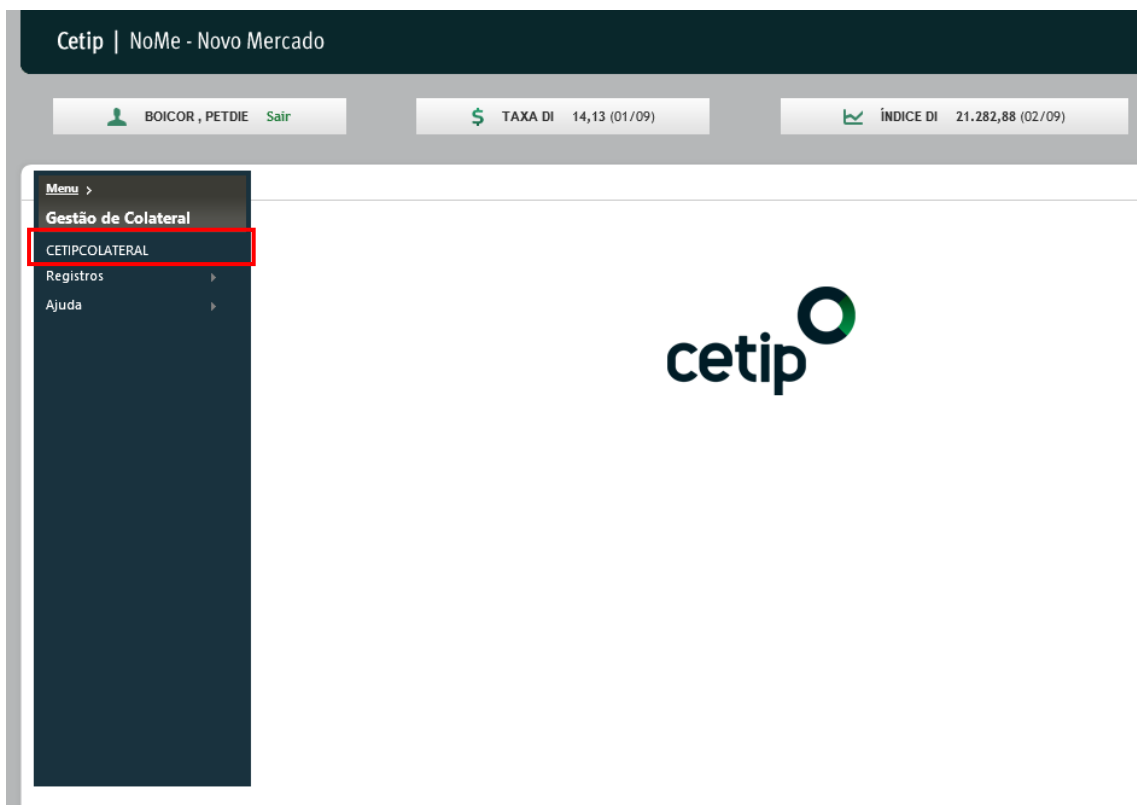 Cetip | NoMe - Novo Mercado
BOICOR , PETDIE Sair
TAXA DI 14,13 (01/09)
ÍNDICE DI 21.282,88 (02/09)
Menu >
Gestão de Colateral
CETIPCOLATERAL
Registros
Ajuda
cetip